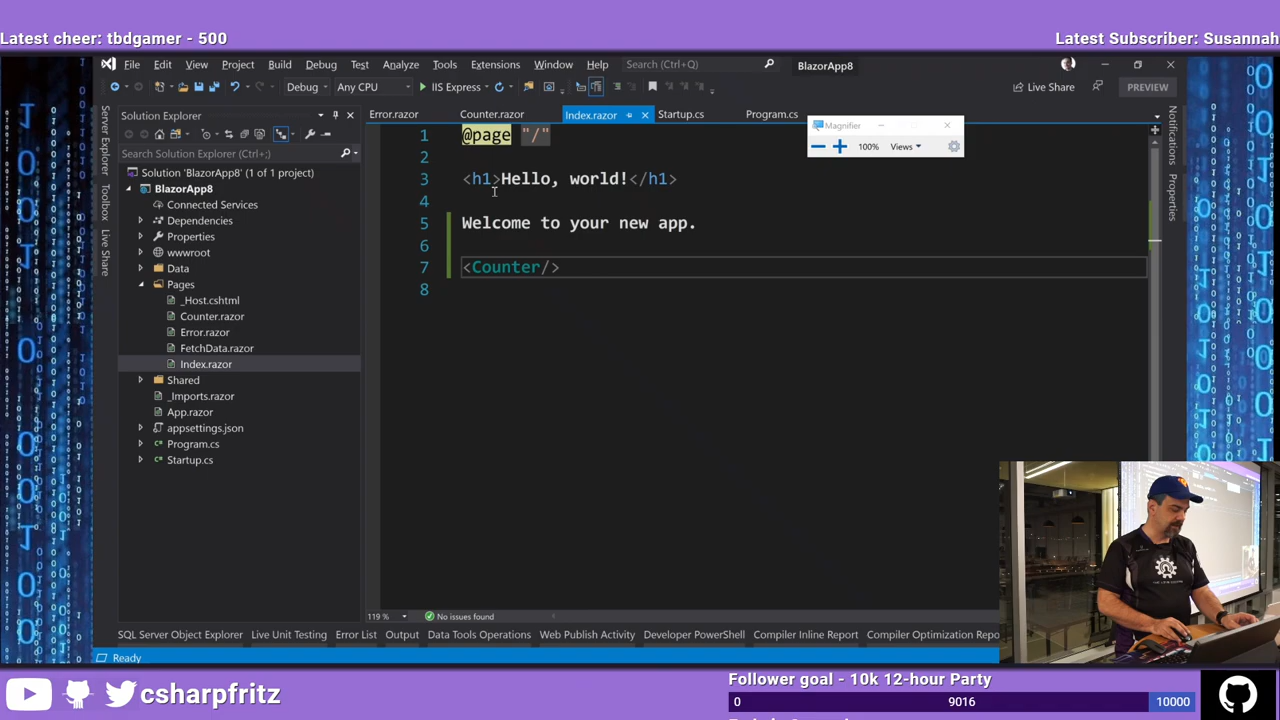 Latest cheer: tbdgamer - 500
Latest Subscriber: Susannah
File Edit View Project Build Debug Test Analyze Tools Extensions Window Help Search (Ctrl+Q) BlazorApp8
Debug Any CPU IIS Express Live Share PREVIEW
Server Explorer
Toolbox
Live Share
Solution Explorer
Search Solution Explorer (Ctrl+;)
Solution 'BlazorApp8' (1 of 1 project)
BlazorApp8
Connected Services
Dependencies
Properties
wwwroot
Data
Pages
_Host.cshtml
Counter.razor
Error.razor
FetchData.razor
Index.razor
Shared
_Imports.razor
App.razor
appsettings.json
C# Program.cs
C# Startup.cs
Error.razor Counter.razor Index.razor Startup.cs Program.cs
Magnifier
100% Views
1 @page "/"
2
3 <h1>Hello, world!</h1>
4
5 Welcome to your new app.
6
7 <Counter/>
8
Notifications
Properties
119 % No issues found
SQL Server Object Explorer Live Unit Testing Error List Output Data Tools Operations Web Publish Activity Developer PowerShell Compiler Inline Report Compiler Optimization Repo
Ready
csharpfritz
Follower goal - 10k 12-hour Party
0 9016 10000